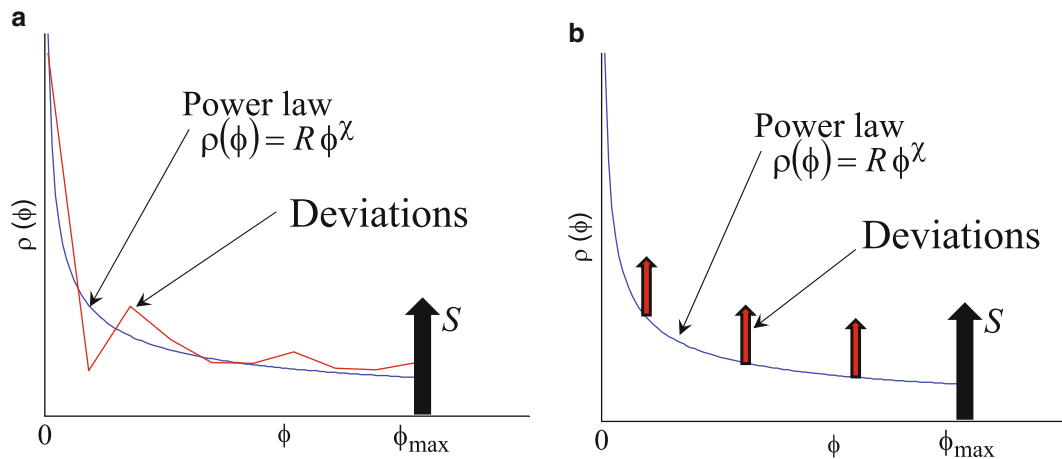 a
Power law
ρ(ϕ) = R ϕ^χ
Deviations
ρ (ϕ)
S
0
ϕ
ϕmax
b
Power law
ρ(ϕ) = R ϕ^χ
Deviations
ρ (ϕ)
S
0
ϕ
ϕmax